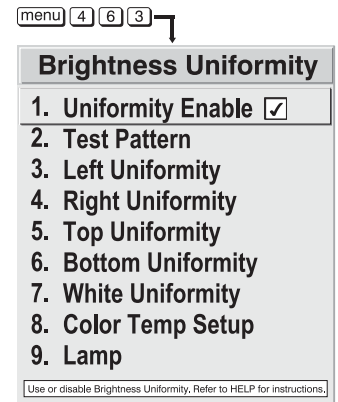 menu 4 6 3
Brightness Uniformity
1. Uniformity Enable ✓
2. Test Pattern
3. Left Uniformity
4. Right Uniformity
5. Top Uniformity
6. Bottom Uniformity
7. White Uniformity
8. Color Temp Setup
9. Lamp
Use or disable Brightness Uniformity. Refer to HELP for instructions.